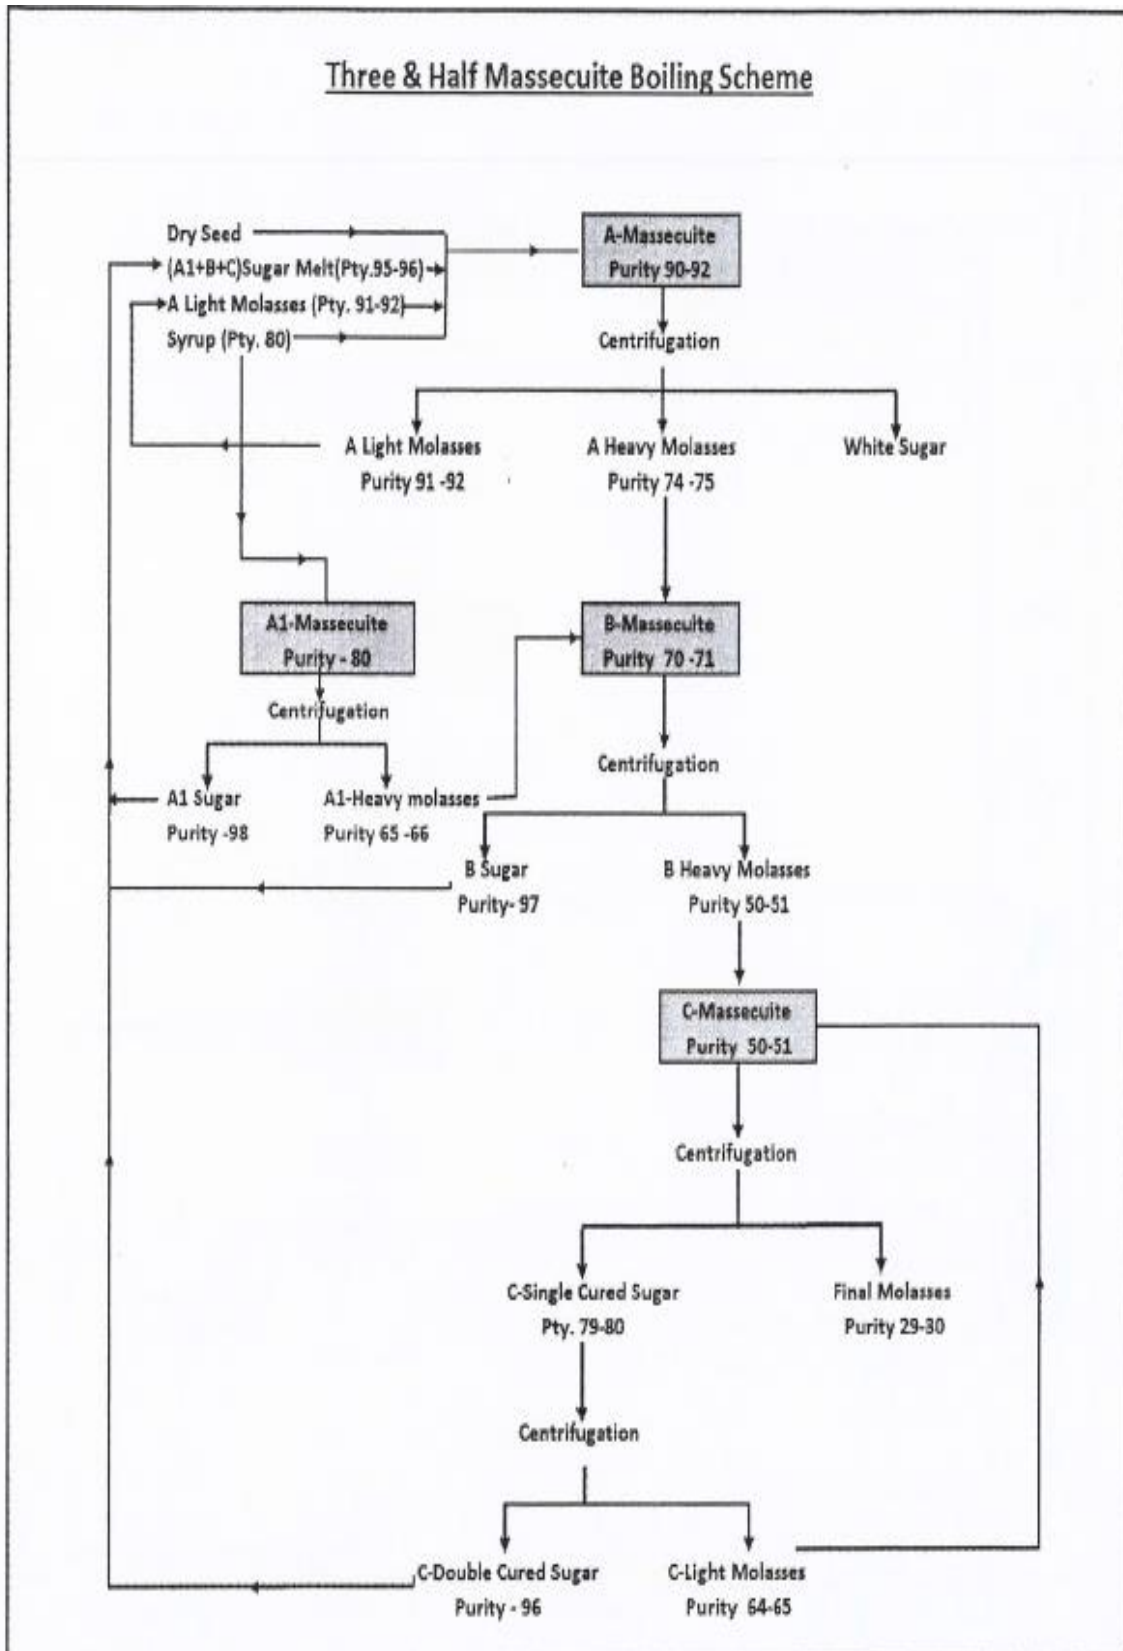 Three & Half Massecuite Boiling Scheme
Dry Seed
(A1+B+C)Sugar Melt(Pty.95-96)
A Light Molasses (Pty. 91-92)
Syrup (Pty. 80)
A-Massecuite
Purity 90-92
Centrifugation
A Light Molasses
Purity 91 -92
A Heavy Molasses
Purity 74 -75
White Sugar
A1-Massecuite
Purity - 80
Centrifugation
B-Massecuite
Purity 70 -71
Centrifugation
A1 Sugar
Purity -98
A1-Heavy molasses
Purity 65 -66
B Sugar
Purity- 97
B Heavy Molasses
Purity 50-51
C-Massecuite
Purity 50-51
Centrifugation
C-Single Cured Sugar
Pty. 79-80
Final Molasses
Purity 29-30
Centrifugation
C-Double Cured Sugar
Purity - 96
C-Light Molasses
Purity 64-65